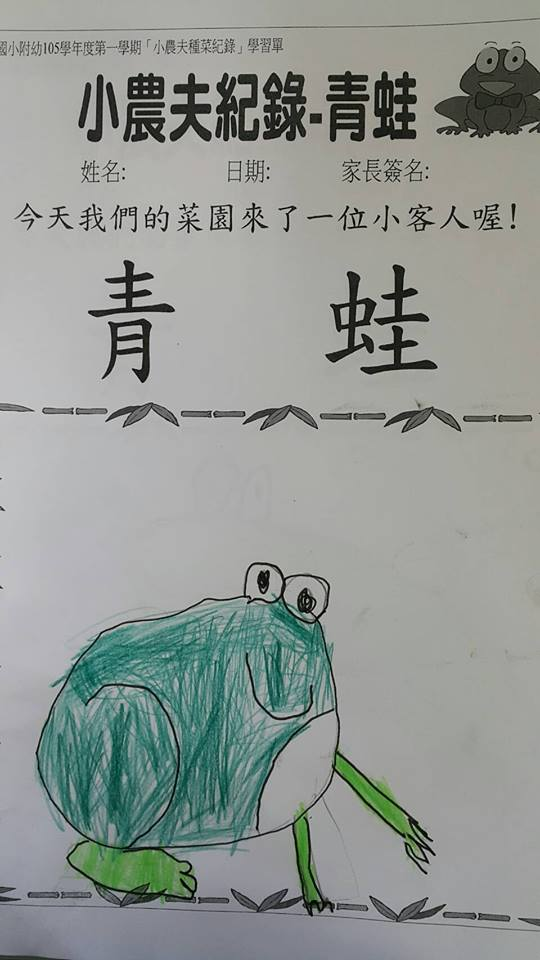 國小附幼105學年度第一學期「小農夫種菜紀錄」學習單
小農夫紀錄-青蛙
姓名: 日期: 家長簽名:
今天我們的菜園來了一位小客人喔!
青 蛙